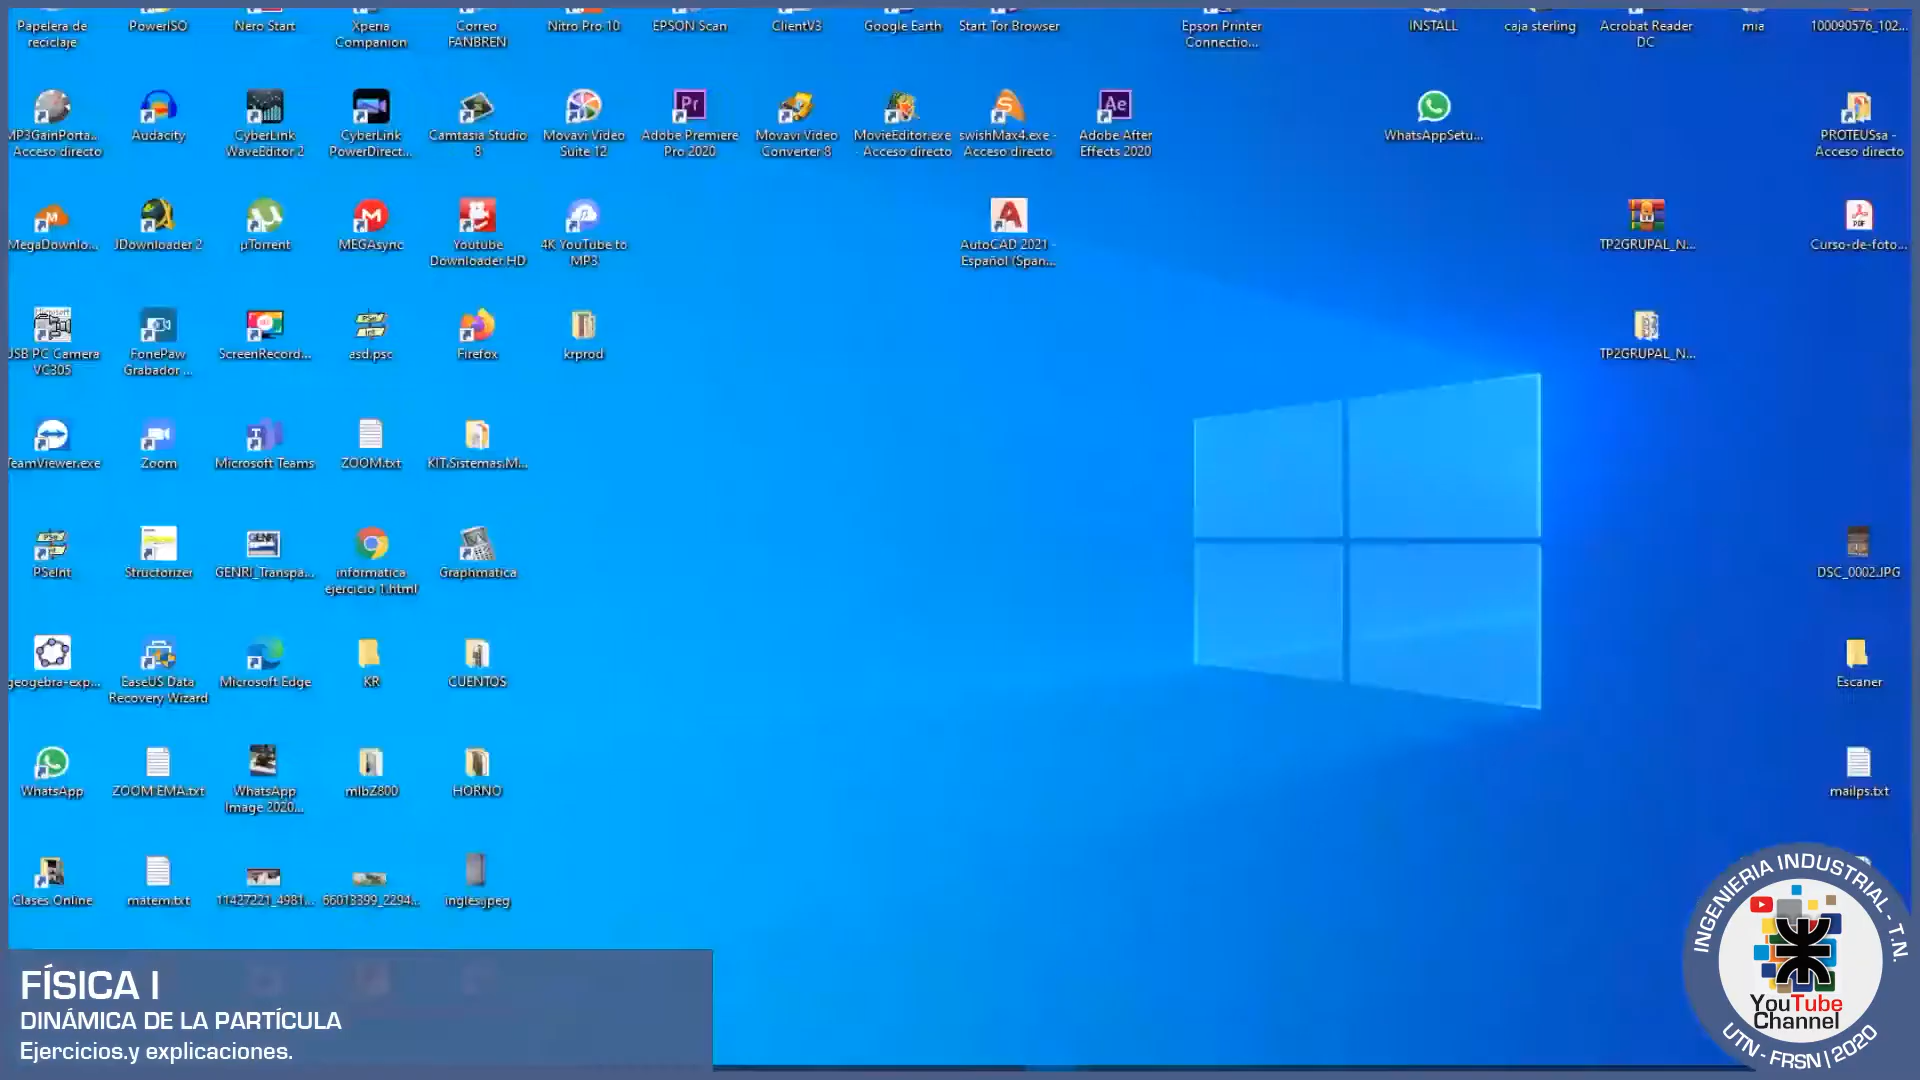 Papelera de
reciclaje
PowerISO
Nero Start
Xperia
Companion
Correo
FANBREN
Nitro Pro 10
EPSON Scan
ClientV3
Google Earth
Start Tor Browser
Epson Printer
Connectio...
INSTALL
caja sterling
Acrobat Reader
DC
mia
100090576_102...
MP3GainPorta...
Acceso directo
Audacity
CyberLink
WaveEditor 2
CyberLink
PowerDirect...
Camtasia Studio
8
Movavi Video
Suite 12
Pr
Adobe Premiere
Pro 2020
Movavi Video
Converter 8
MovieEditor.exe
- Acceso directo
swishMax4.exe -
Acceso directo
Ae
Adobe After
Effects 2020
WhatsAppSetu...
PROTEUSsa -
Acceso directo
MegaDownlo...
JDownloader 2
µTorrent
MEGAsync
Youtube
Downloader HD
4K YouTube to
MP3
AutoCAD 2021 -
Español (Span...
TP2GRUPAL_N...
PDF
Curso-de-foto...
USB PC Camera
VC305
FonePaw
Grabador ...
ScreenRecord...
asd.psc
Firefox
krprod
TP2GRUPAL_N...
TeamViewer.exe
Zoom
Microsoft Teams
ZOOM.txt
KIT.Sistemas.M...
PSeInt
Structorizer
GENRI_Transpa...
informatica
ejercicio 1.html
Graphmatica
DSC_0002.JPG
geogebra-exp...
EaseUS Data
Recovery Wizard
Microsoft Edge
KR
CUENTOS
Escaner
WhatsApp
ZOOM EMA.txt
WhatsApp
Image 2020...
mlbZ800
HORNO
mailps.txt
Clases Online
matem.txt
11427221_4981...
66013399_2294...
ingles.jpeg
FÍSICA I
DINÁMICA DE LA PARTÍCULA
Ejercicios.y explicaciones.
INGENIERIA INDUSTRIAL - T.N.
YouTube
Channel
UTN - FRSN | 2020